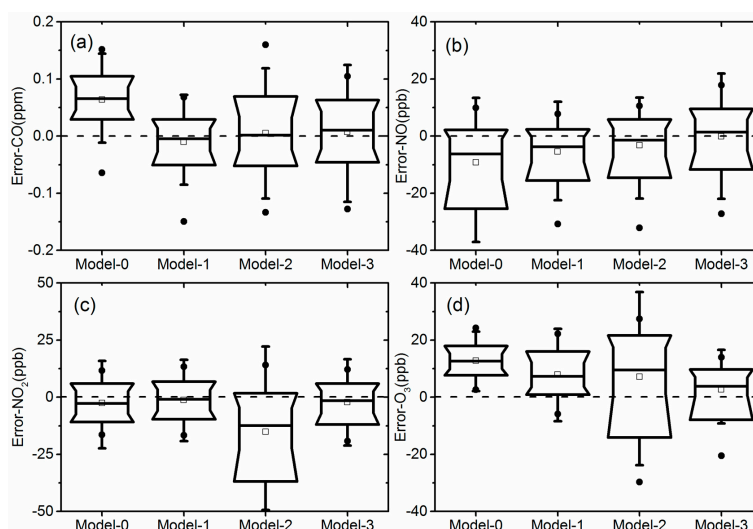 (a)
Error-CO(ppm)
0.2
0.1
0.0
-0.1
-0.2
Model-0 Model-1 Model-2 Model-3
(b)
Error-NO(ppb)
40
20
0
-20
-40
Model-0 Model-1 Model-2 Model-3
(c)
Error-NO₂(ppb)
50
25
0
-25
-50
Model-0 Model-1 Model-2 Model-3
(d)
Error-O₃(ppb)
40
20
0
-20
-40
Model-0 Model-1 Model-2 Model-3